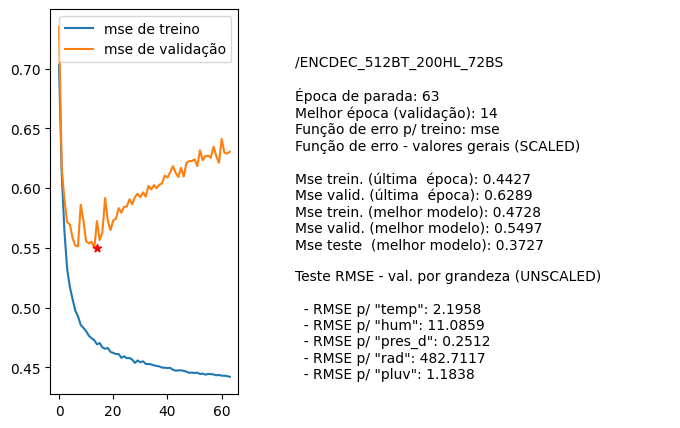 mse de treino
mse de validação
0.70
0.65
0.60
0.55
0.50
0.45
0
20
40
60
/ENCDEC_512BT_200HL_72BS
Época de parada: 63
Melhor época (validação): 14
Função de erro p/ treino: mse
Função de erro - valores gerais (SCALED)
Mse trein. (última  época): 0.4427
Mse valid. (última  época): 0.6289
Mse trein. (melhor modelo): 0.4728
Mse valid. (melhor modelo): 0.5497
Mse teste  (melhor modelo): 0.3727
Teste RMSE - val. por grandeza (UNSCALED)
- RMSE p/ "temp": 2.1958
- RMSE p/ "hum": 11.0859
- RMSE p/ "pres_d": 0.2512
- RMSE p/ "rad": 482.7117
- RMSE p/ "pluv": 1.1838